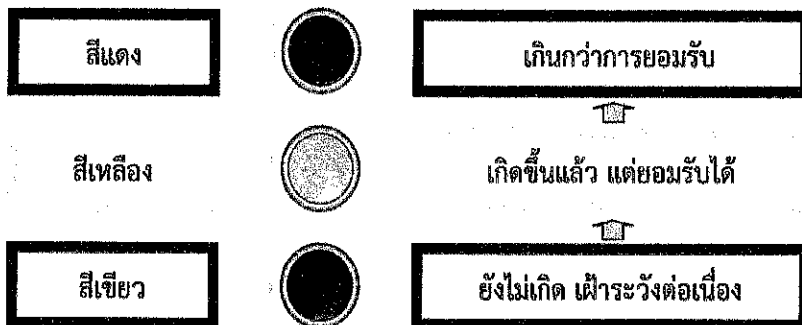 สีแดง
เกินกว่าการยอมรับ
สีเหลือง
เกิดขึ้นแล้ว แต่ยอมรับได้
สีเขียว
ยังไม่เกิด เฝ้าระวังต่อเนื่อง